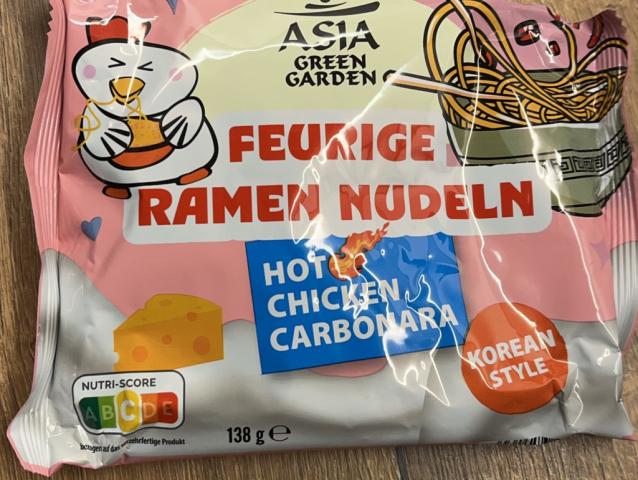 ASIA
GREEN
GARDEN
FEURIGE
RAMEN NUDELN
HOT
CHICKEN
CARBONARA
KOREAN
STYLE
NUTRI-SCORE
A B C D E
138 g ℮